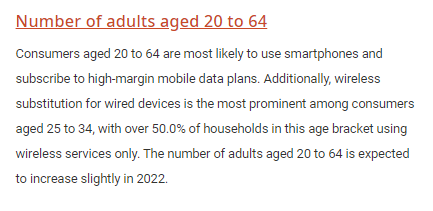 Number of adults aged 20 to 64
Consumers aged 20 to 64 are most likely to use smartphones and
subscribe to high-margin mobile data plans. Additionally, wireless
substitution for wired devices is the most prominent among consumers
aged 25 to 34, with over 50.0% of households in this age bracket using
wireless services only. The number of adults aged 20 to 64 is expected
to increase slightly in 2022.